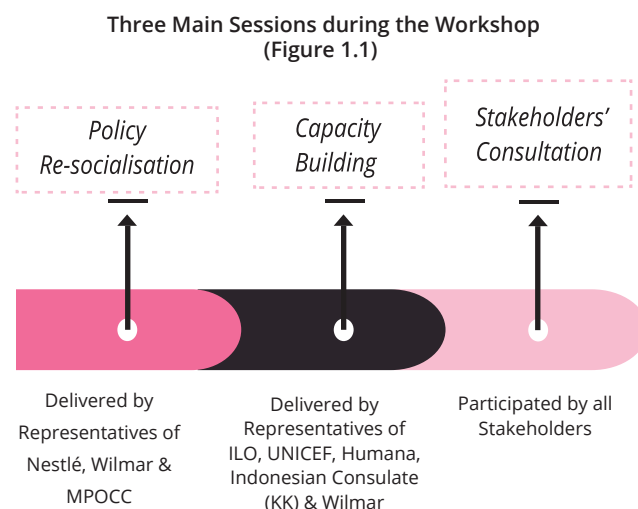 Three Main Sessions during the Workshop
(Figure 1.1)
Policy
Re-socialisation
Capacity
Building
Stakeholders’
Consultation
Delivered by
Representatives of
Nestlé, Wilmar &
MPOCC
Delivered by
Representatives of
ILO, UNICEF, Humana,
Indonesian Consulate
(KK) & Wilmar
Participated by all
Stakeholders